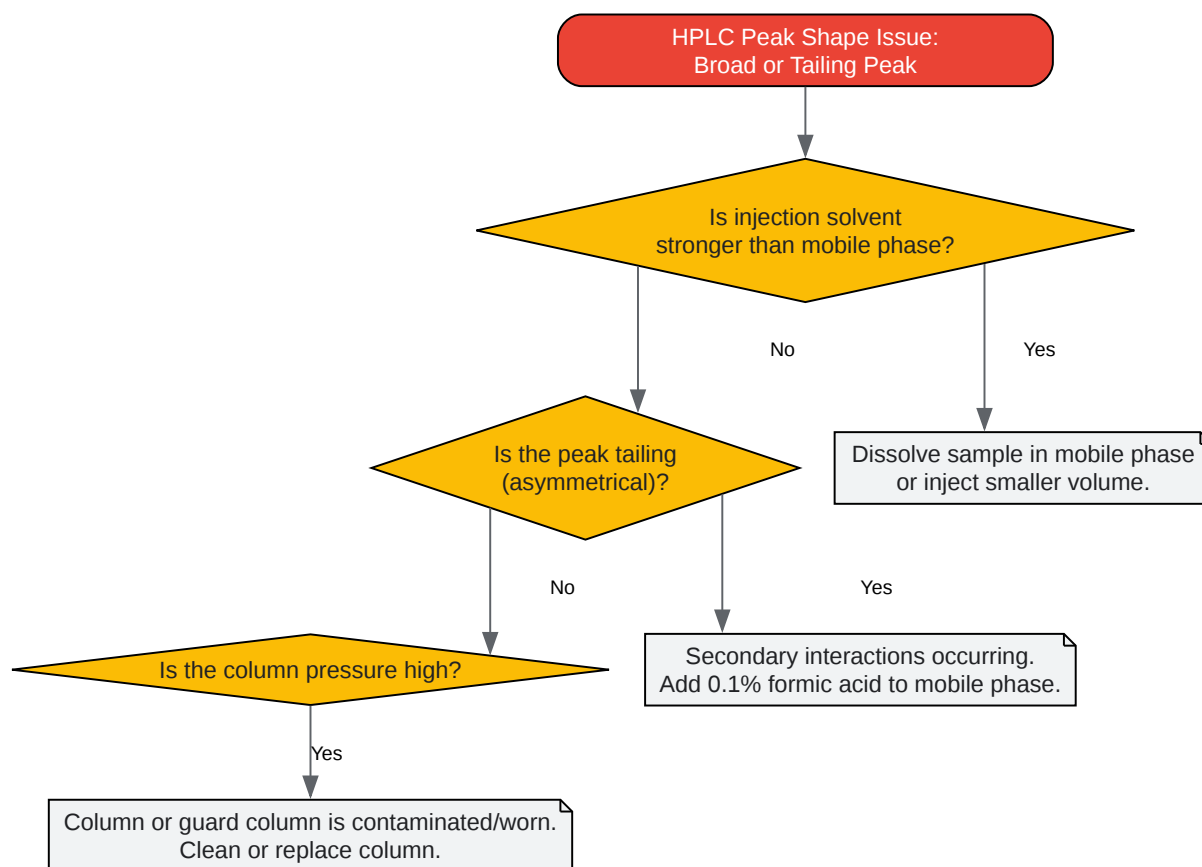 HPLC Peak Shape Issue:
Broad or Tailing Peak
Is injection solvent
stronger than mobile phase?
No
Yes
Is the peak tailing
(asymmetrical)?
Dissolve sample in mobile phase
or inject smaller volume.
No
Yes
Is the column pressure high?
Secondary interactions occurring.
Add 0.1% formic acid to mobile phase.
Yes
Column or guard column is contaminated/worn.
Clean or replace column.